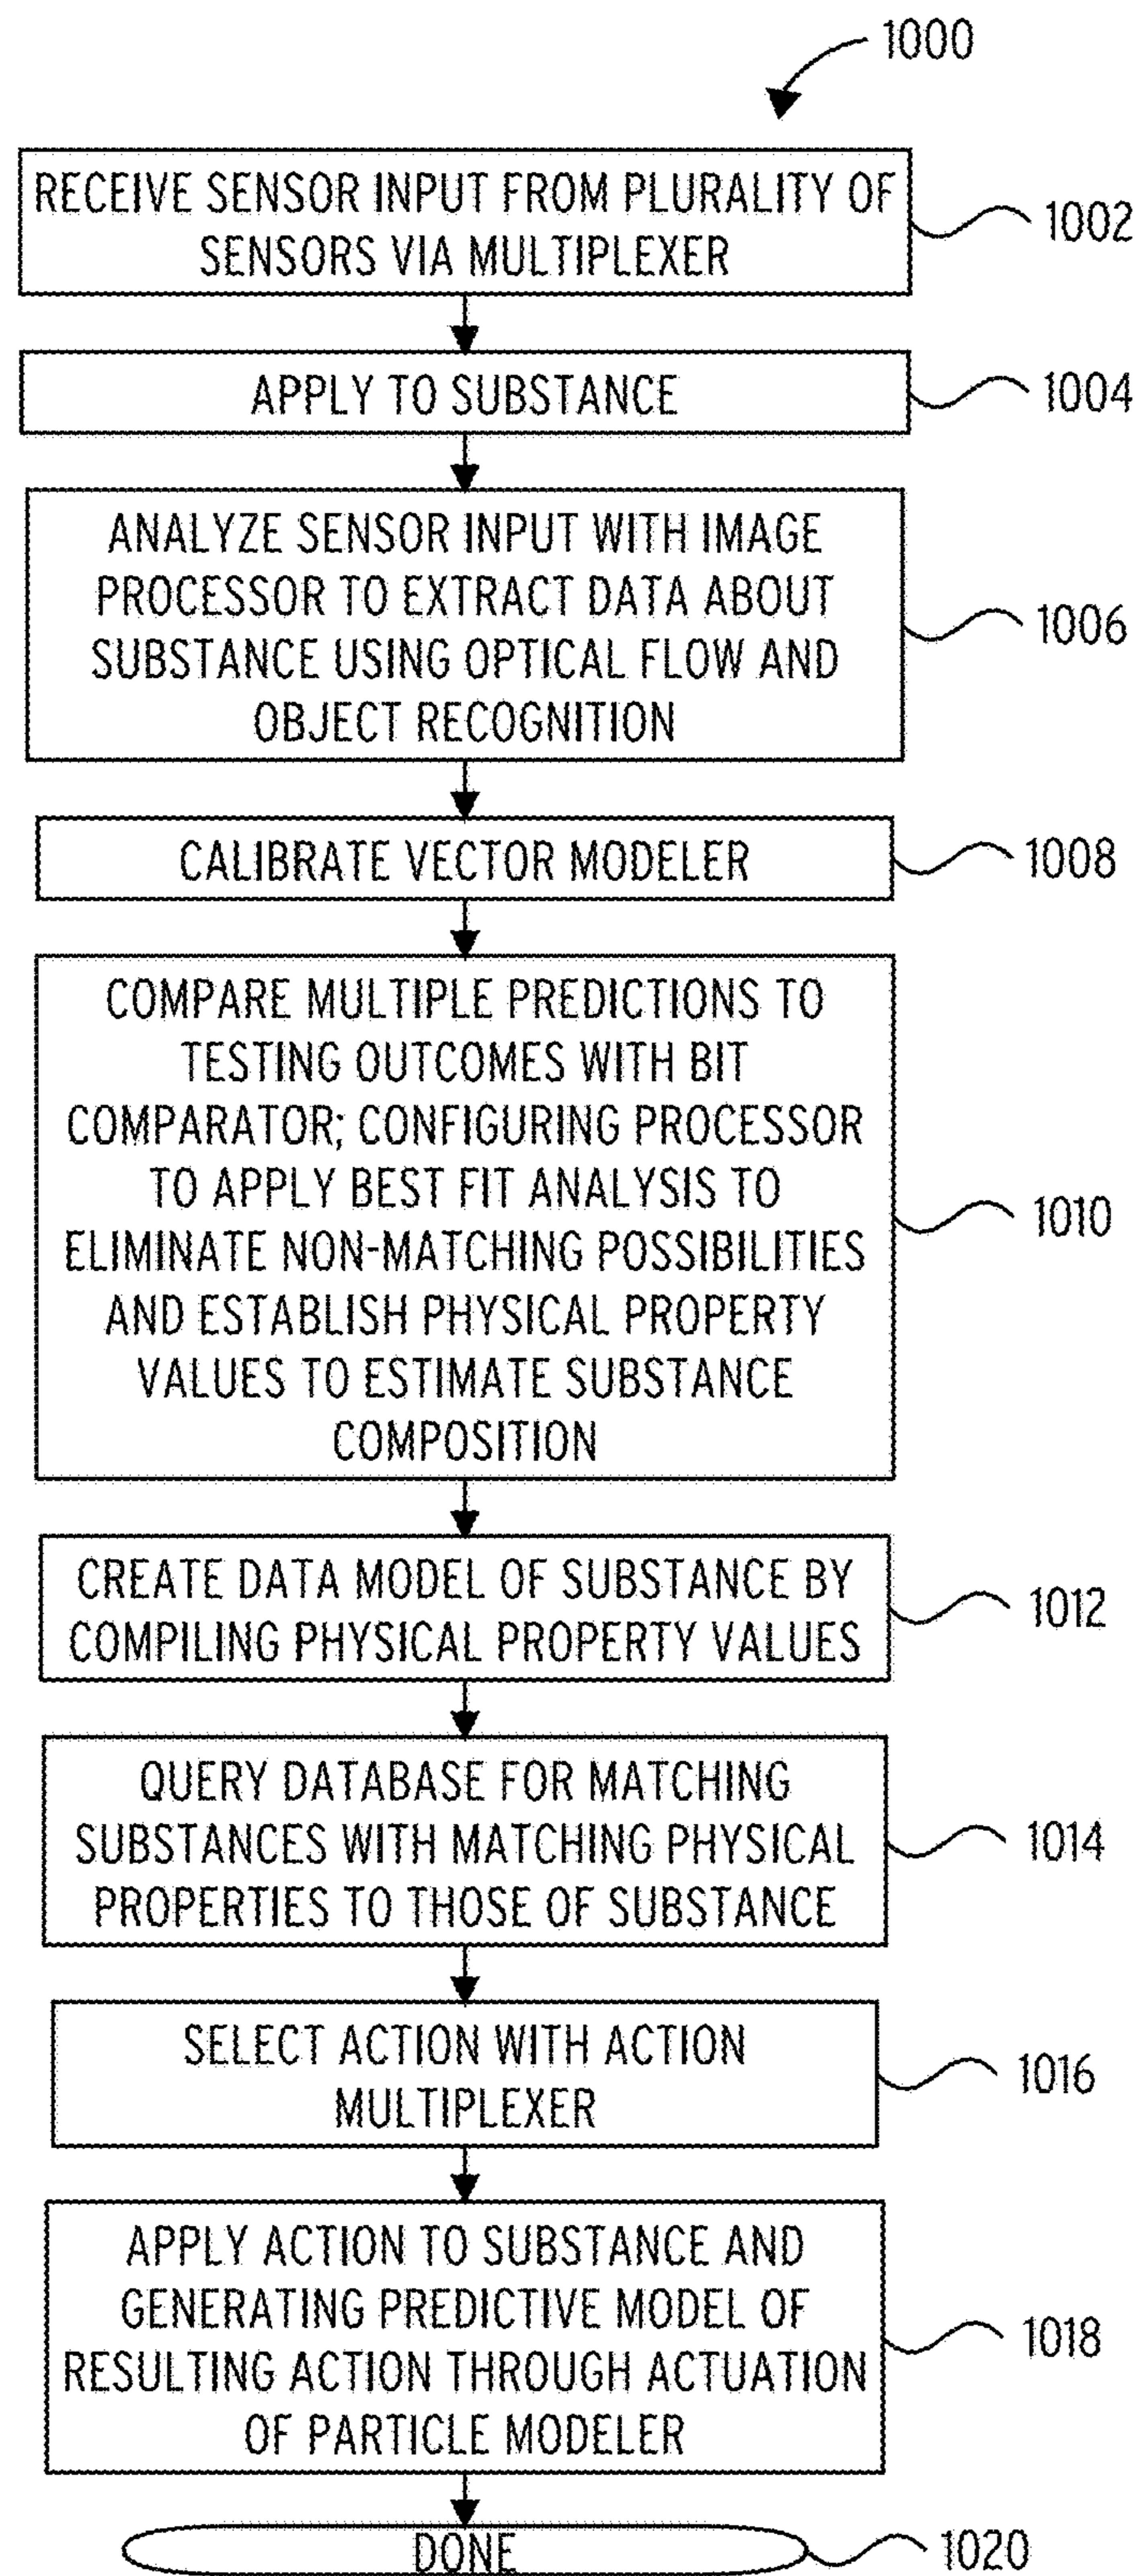 1000
RECEIVE SENSOR INPUT FROM PLURALITY OF
SENSORS VIA MULTIPLEXER
1002
APPLY TO SUBSTANCE
1004
ANALYZE SENSOR INPUT WITH IMAGE
PROCESSOR TO EXTRACT DATA ABOUT
SUBSTANCE USING OPTICAL FLOW AND
OBJECT RECOGNITION
1006
CALIBRATE VECTOR MODELER
1008
COMPARE MULTIPLE PREDICTIONS TO
TESTING OUTCOMES WITH BIT
COMPARATOR; CONFIGURING PROCESSOR
TO APPLY BEST FIT ANALYSIS TO
ELIMINATE NON-MATCHING POSSIBILITIES
AND ESTABLISH PHYSICAL PROPERTY
VALUES TO ESTIMATE SUBSTANCE
COMPOSITION
1010
CREATE DATA MODEL OF SUBSTANCE BY
COMPILING PHYSICAL PROPERTY VALUES
1012
QUERY DATABASE FOR MATCHING
SUBSTANCES WITH MATCHING PHYSICAL
PROPERTIES TO THOSE OF SUBSTANCE
1014
SELECT ACTION WITH ACTION
MULTIPLEXER
1016
APPLY ACTION TO SUBSTANCE AND
GENERATING PREDICTIVE MODEL OF
RESULTING ACTION THROUGH ACTUATION
OF PARTICLE MODELER
1018
DONE
1020